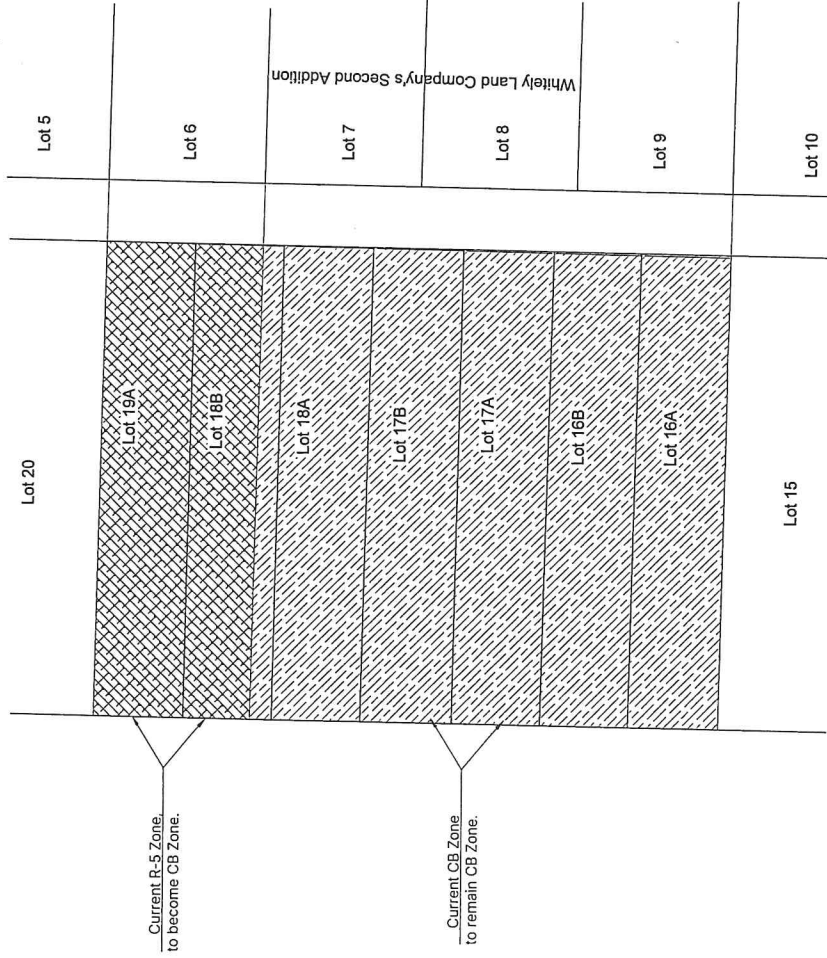 Lot 5
Lot 6
Whitely Land Company's Second Addition
Lot 7
Lot 8
Lot 9
Lot 10
Lot 20
Lot 19A
Lot 18B
Lot 18A
Lot 17B
Lot 17A
Lot 16B
Lot 16A
Lot 15
Current R-5 Zone,
to become CB Zone.
Current CB Zone
to remain CB Zone.